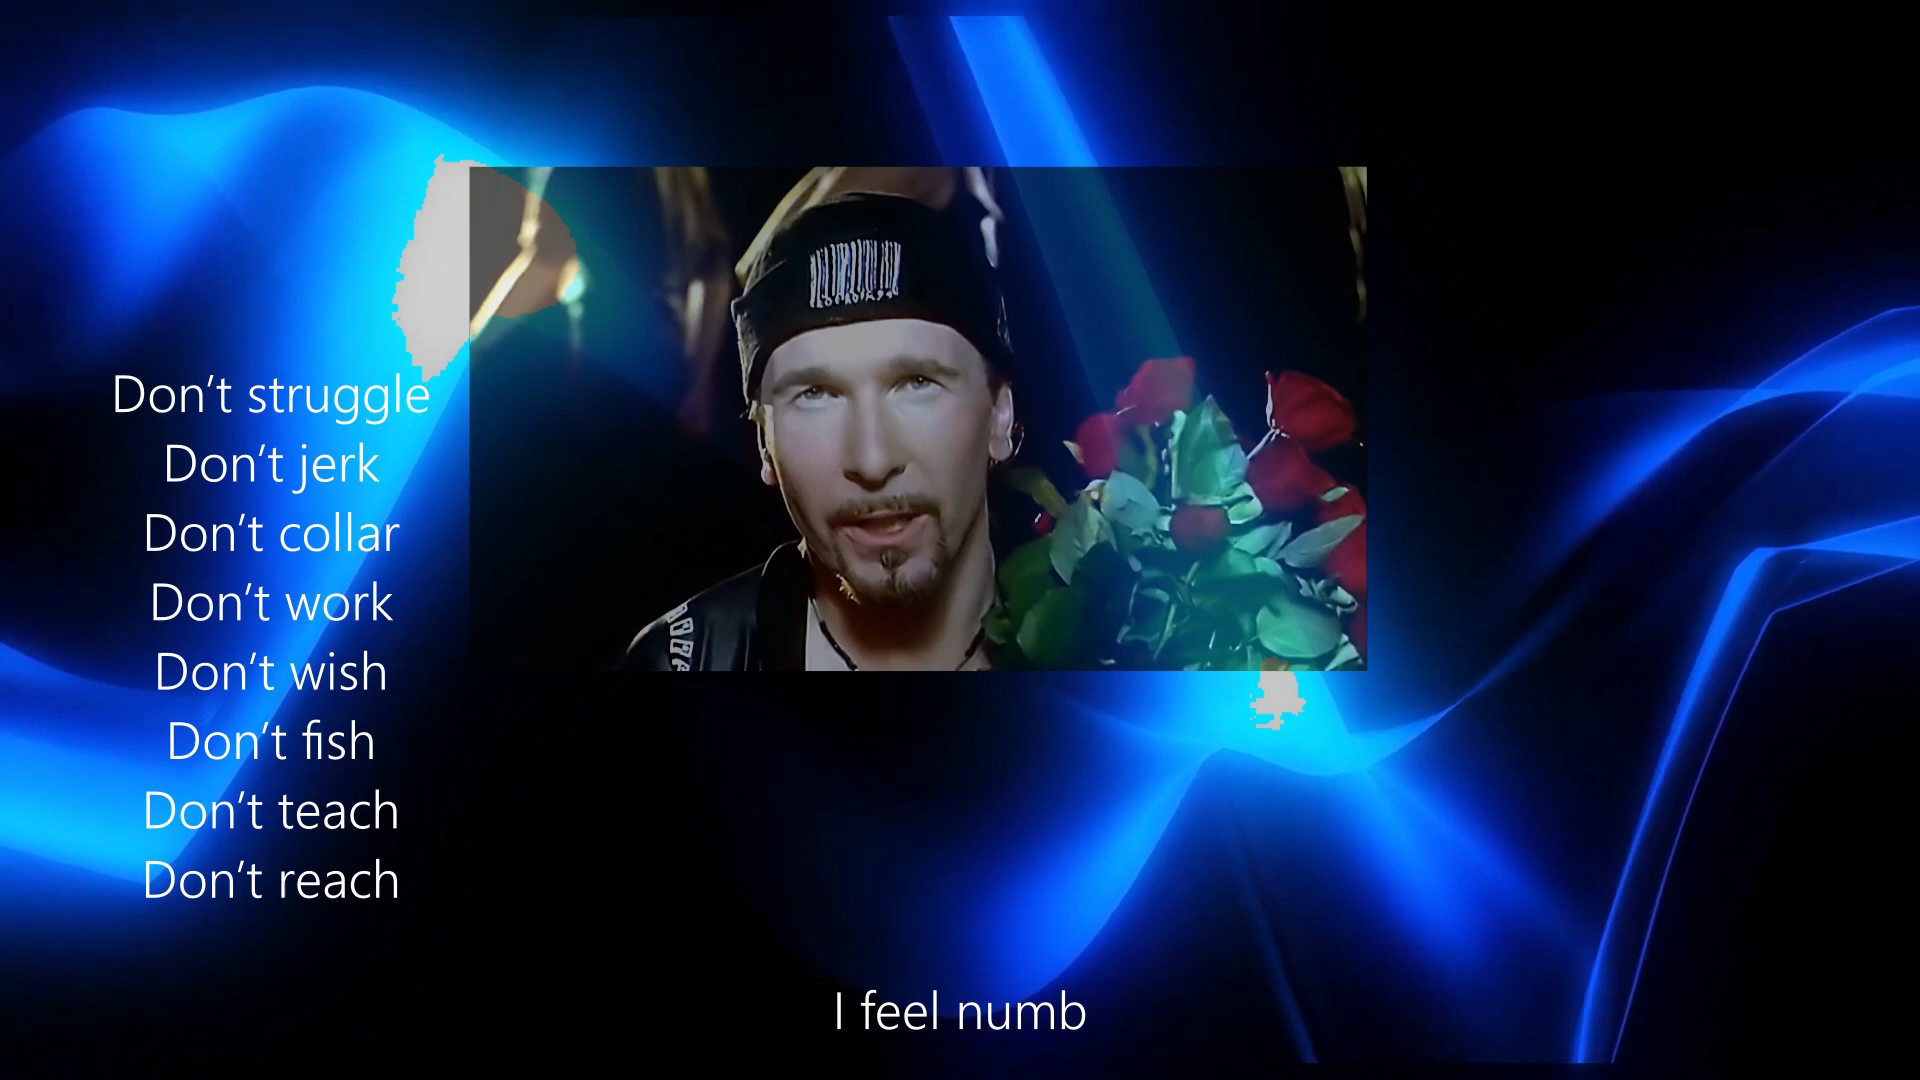 Don't struggle
Don't jerk
Don't collar
Don't work
Don't wish
Don't fish
Don't teach
Don't reach
I feel numb